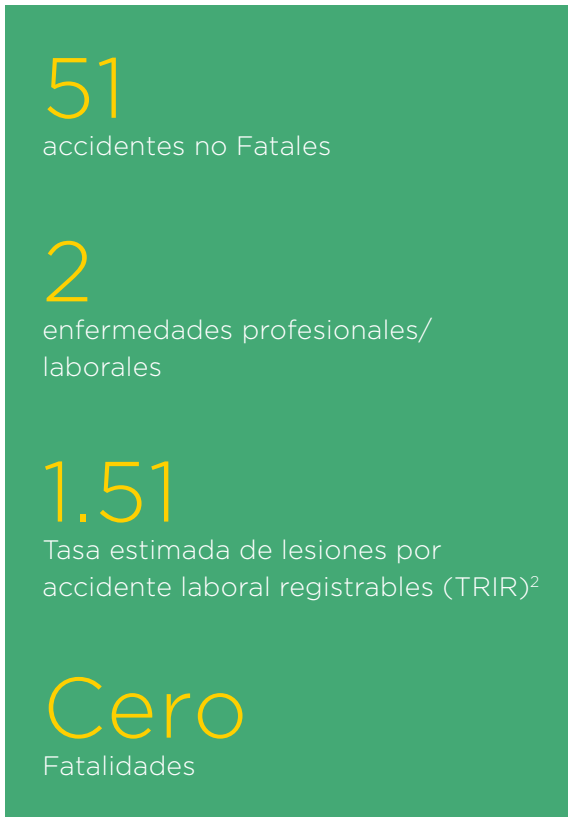 51
accidentes no Fatales
2
enfermedades profesionales/
laborales
1.51
Tasa estimada de lesiones por
accidente laboral registrables (TRIR)²
Cero
Fatalidades